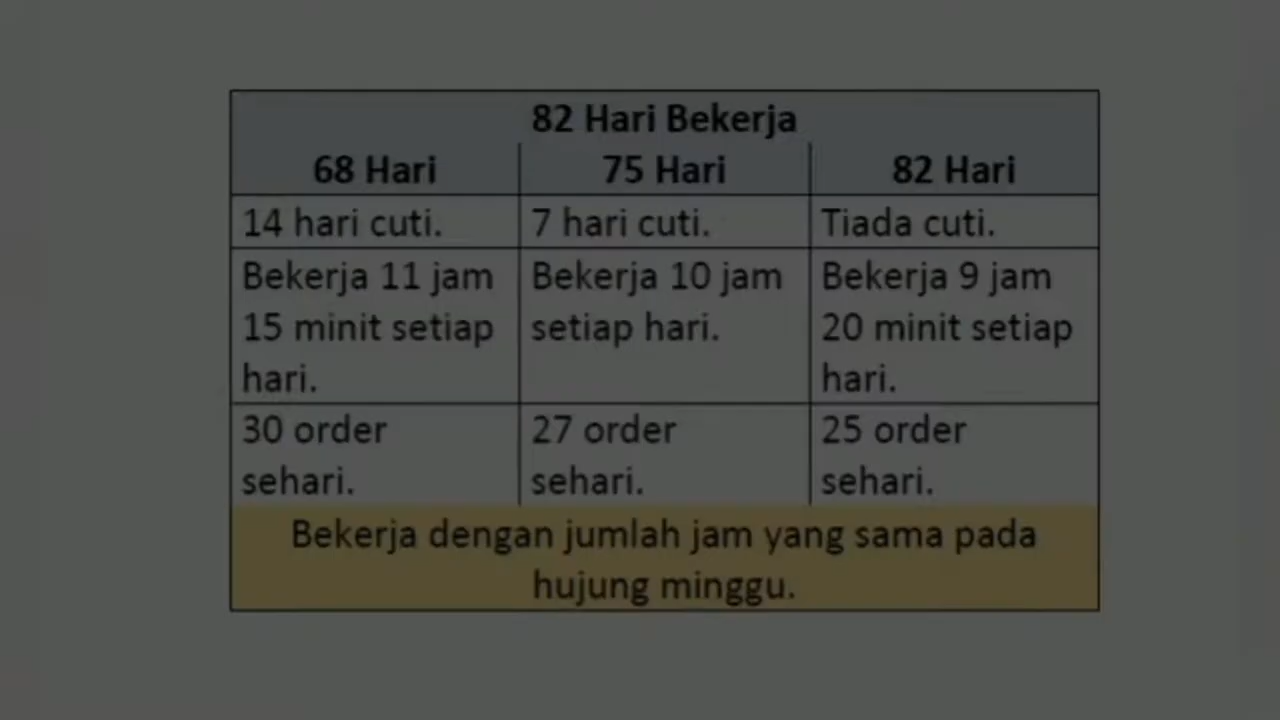 82 Hari Bekerja
68 Hari
75 Hari
82 Hari
14 hari cuti.
7 hari cuti.
Tiada cuti.
Bekerja 11 jam
15 minit setiap
hari.
Bekerja 10 jam
setiap hari.
Bekerja 9 jam
20 minit setiap
hari.
30 order
sehari.
27 order
sehari.
25 order
sehari.
Bekerja dengan jumlah jam yang sama pada
hujung minggu.